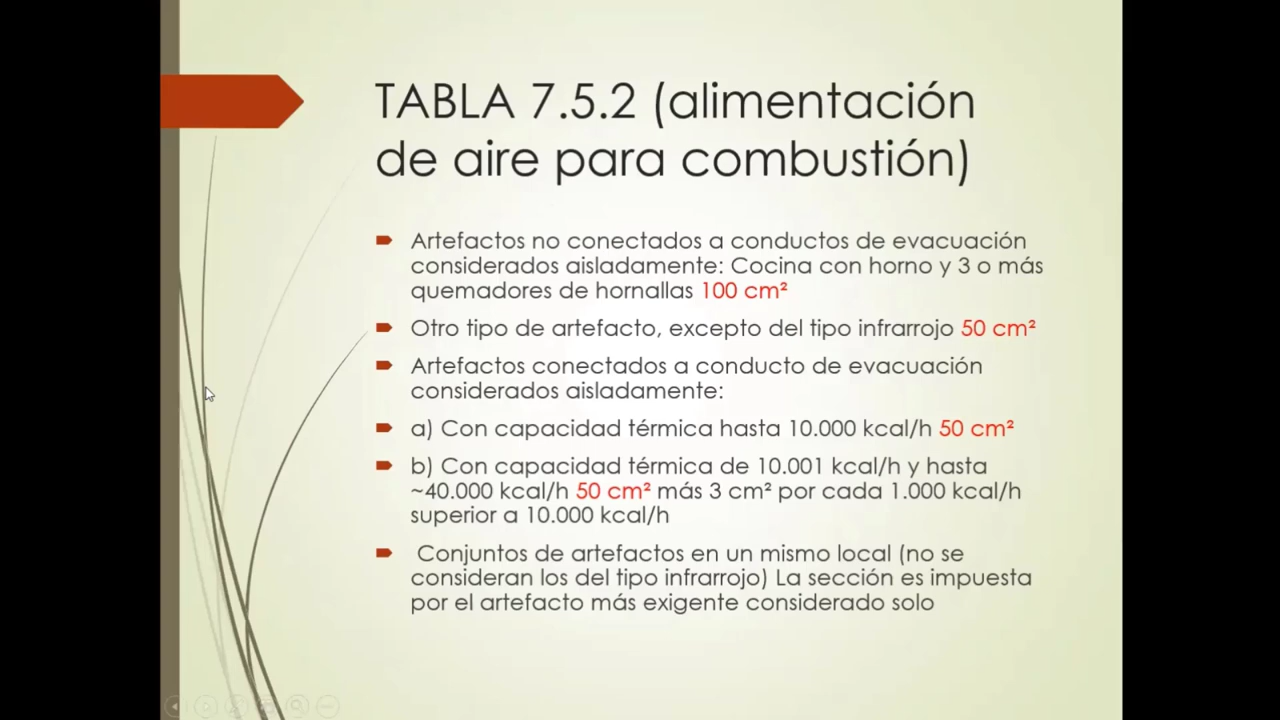 TABLA 7.5.2 (alimentación
de aire para combustión)
Artefactos no conectados a conductos de evacuación
considerados aisladamente: Cocina con horno y 3 o más
quemadores de hornallas 100 cm²
Otro tipo de artefacto, excepto del tipo infrarrojo 50 cm²
Artefactos conectados a conducto de evacuación
considerados aisladamente:
a) Con capacidad térmica hasta 10.000 kcal/h 50 cm²
b) Con capacidad térmica de 10.001 kcal/h y hasta
~40.000 kcal/h 50 cm² más 3 cm² por cada 1.000 kcal/h
superior a 10.000 kcal/h
Conjuntos de artefactos en un mismo local (no se
consideran los del tipo infrarrojo) La sección es impuesta
por el artefacto más exigente considerado solo